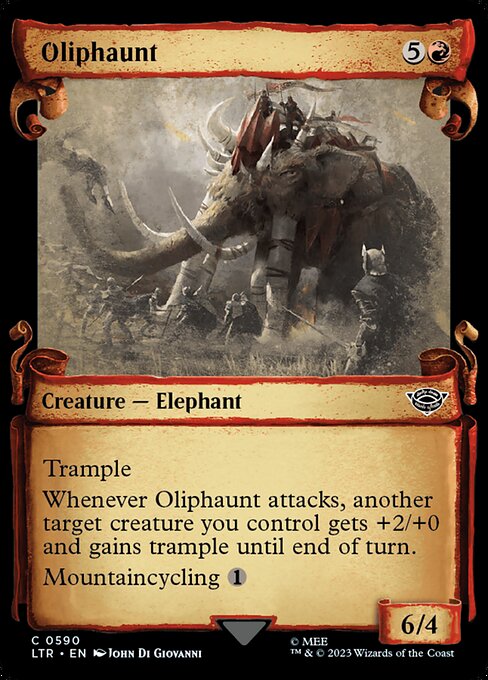 Oliphaunt 5
Creature — Elephant
Trample
Whenever Oliphaunt attacks, another
target creature you control gets +2/+0
and gains trample until end of turn.
Mountaincycling 1
6/4
C 0590
LTR • EN John Di Giovanni
© MEE
™ & © 2023 Wizards of the Coast